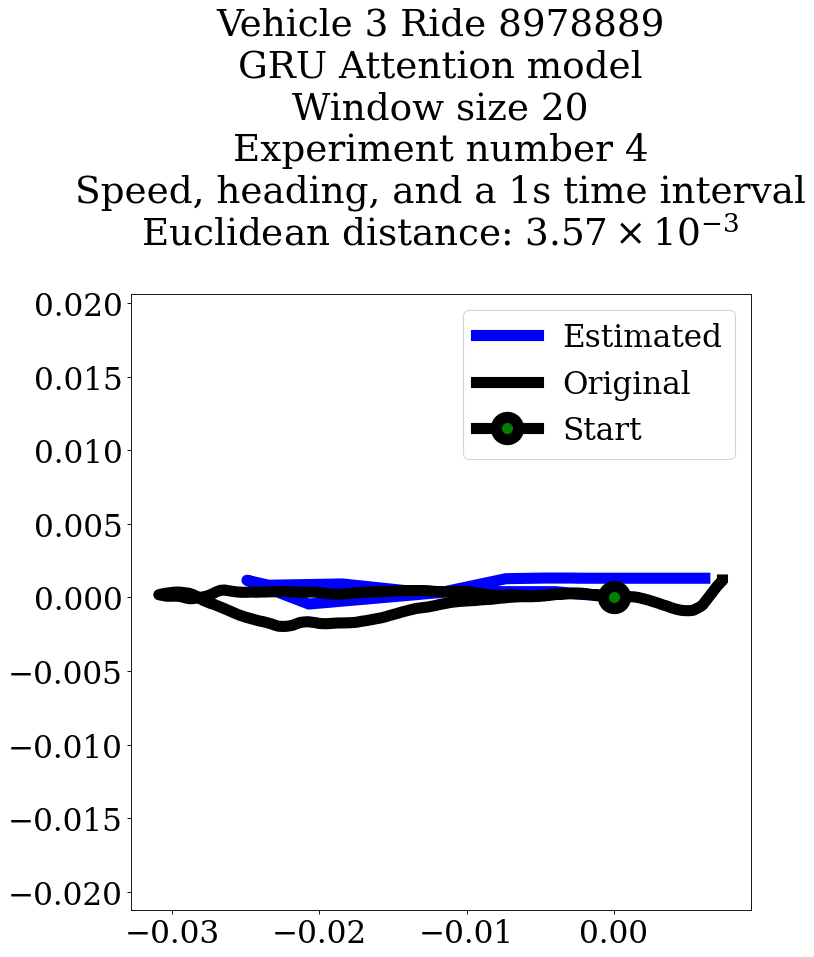 Vehicle 3 Ride 8978889
GRU Attention model
Window size 20
Experiment number 4
Speed, heading, and a 1s time interval
Euclidean distance: 3.57 × 10⁻³
Estimated
Original
Start
0.020
0.015
0.010
0.005
0.000
−0.005
−0.010
−0.015
−0.020
−0.03 −0.02 −0.01 0.00